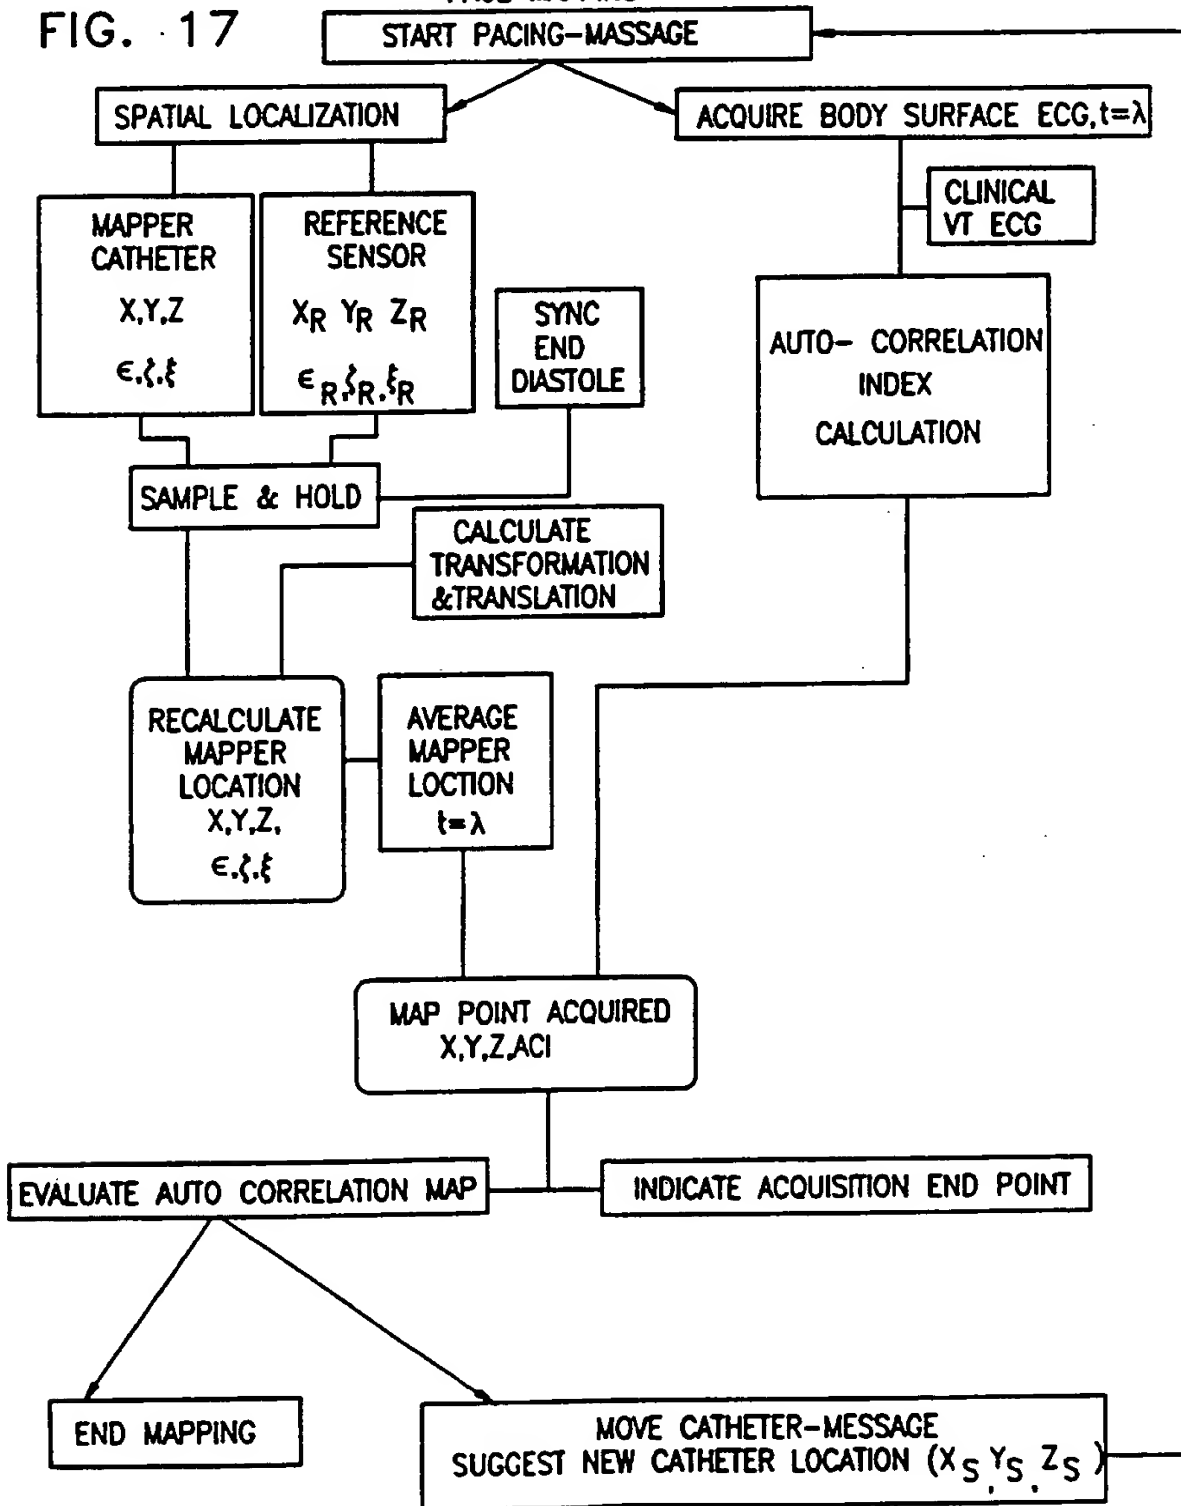 FIG. 17
START PACING-MASSAGE
SPATIAL LOCALIZATION
ACQUIRE BODY SURFACE ECG,t=λ
CLINICAL
VT ECG
MAPPER
CATHETER
X,Y,Z
ϵ,ζ,ξ
REFERENCE
SENSOR
XR YR ZR
ϵR,ζR,ξR
SYNC
END
DIASTOLE
AUTO- CORRELATION
INDEX
CALCULATION
SAMPLE & HOLD
CALCULATE
TRANSFORMATION
&TRANSLATION
RECALCULATE
MAPPER
LOCATION
X,Y,Z,
ϵ,ζ,ξ
AVERAGE
MAPPER
LOCTION
t=λ
MAP POINT ACQUIRED
X,Y,Z,ACI
EVALUATE AUTO CORRELATION MAP
INDICATE ACQUISITION END POINT
END MAPPING
MOVE CATHETER-MESSAGE
SUGGEST NEW CATHETER LOCATION (XS, YS, ZS)